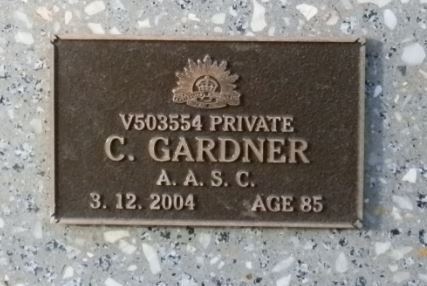 V503554 PRIVATE
C. GARDNER
A. A. S. C.
3. 12. 2004 AGE 85